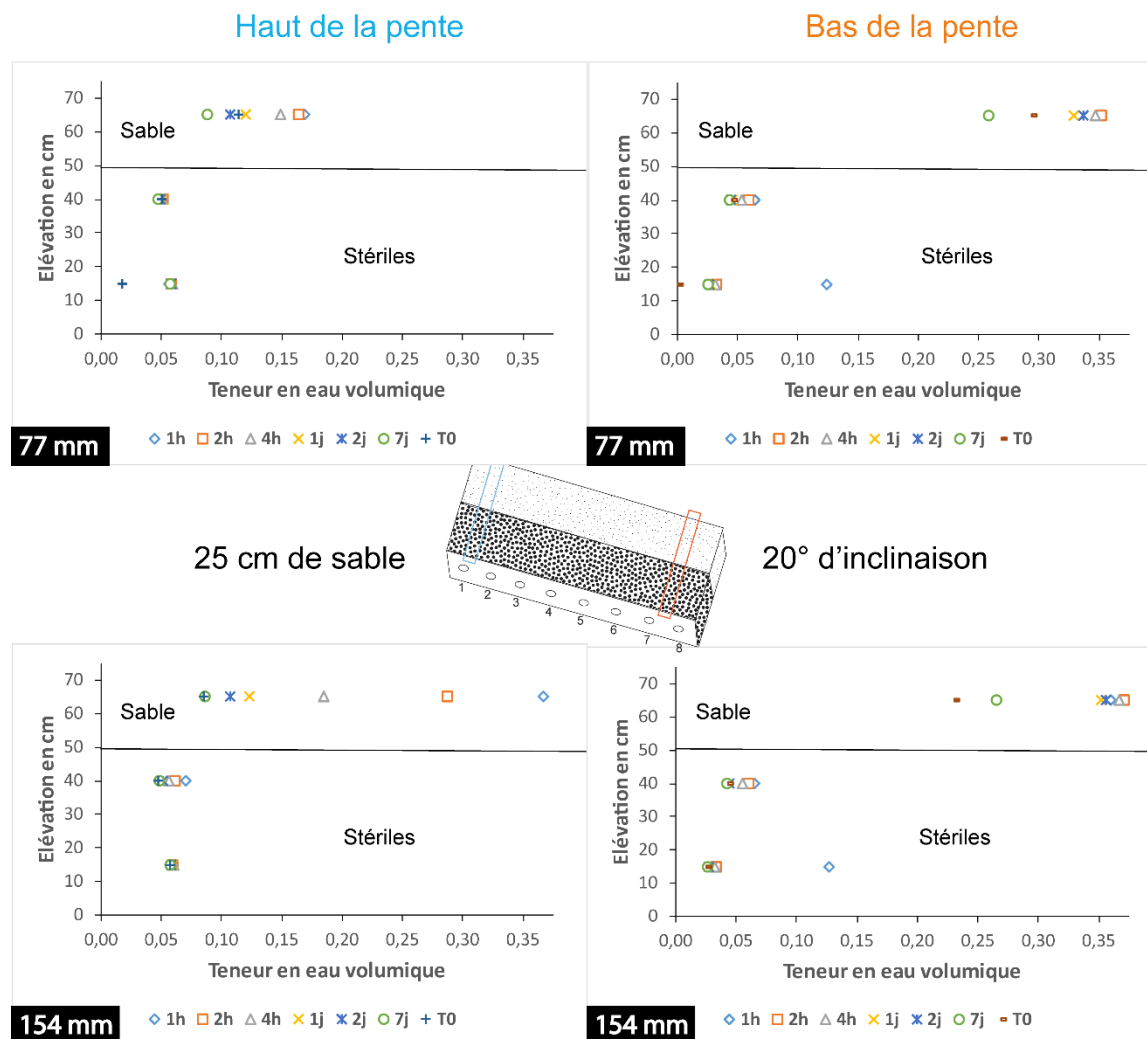 Haut de la pente
Bas de la pente
Elévation en cm
70
60
50
40
30
20
10
0
Sable
Stériles
0,00 0,05 0,10 0,15 0,20 0,25 0,30 0,35
Teneur en eau volumique
77 mm
1h 2h 4h 1j 2j 7j T0
Elévation en cm
70
60
50
40
30
20
10
0
Sable
Stériles
0,00 0,05 0,10 0,15 0,20 0,25 0,30 0,35
Teneur en eau volumique
77 mm
1h 2h 4h 1j 2j 7j T0
25 cm de sable
1 2 3 4 5 6 7 8
20° d'inclinaison
Elévation en cm
70
60
50
40
30
20
10
0
Sable
Stériles
0,00 0,05 0,10 0,15 0,20 0,25 0,30 0,35
Teneur en eau volumique
154 mm
1h 2h 4h 1j 2j 7j T0
Elévation en cm
70
60
50
40
30
20
10
0
Sable
Stériles
0,00 0,05 0,10 0,15 0,20 0,25 0,30 0,35
Teneur en eau volumique
154 mm
1h 2h 4h 1j 2j 7j T0